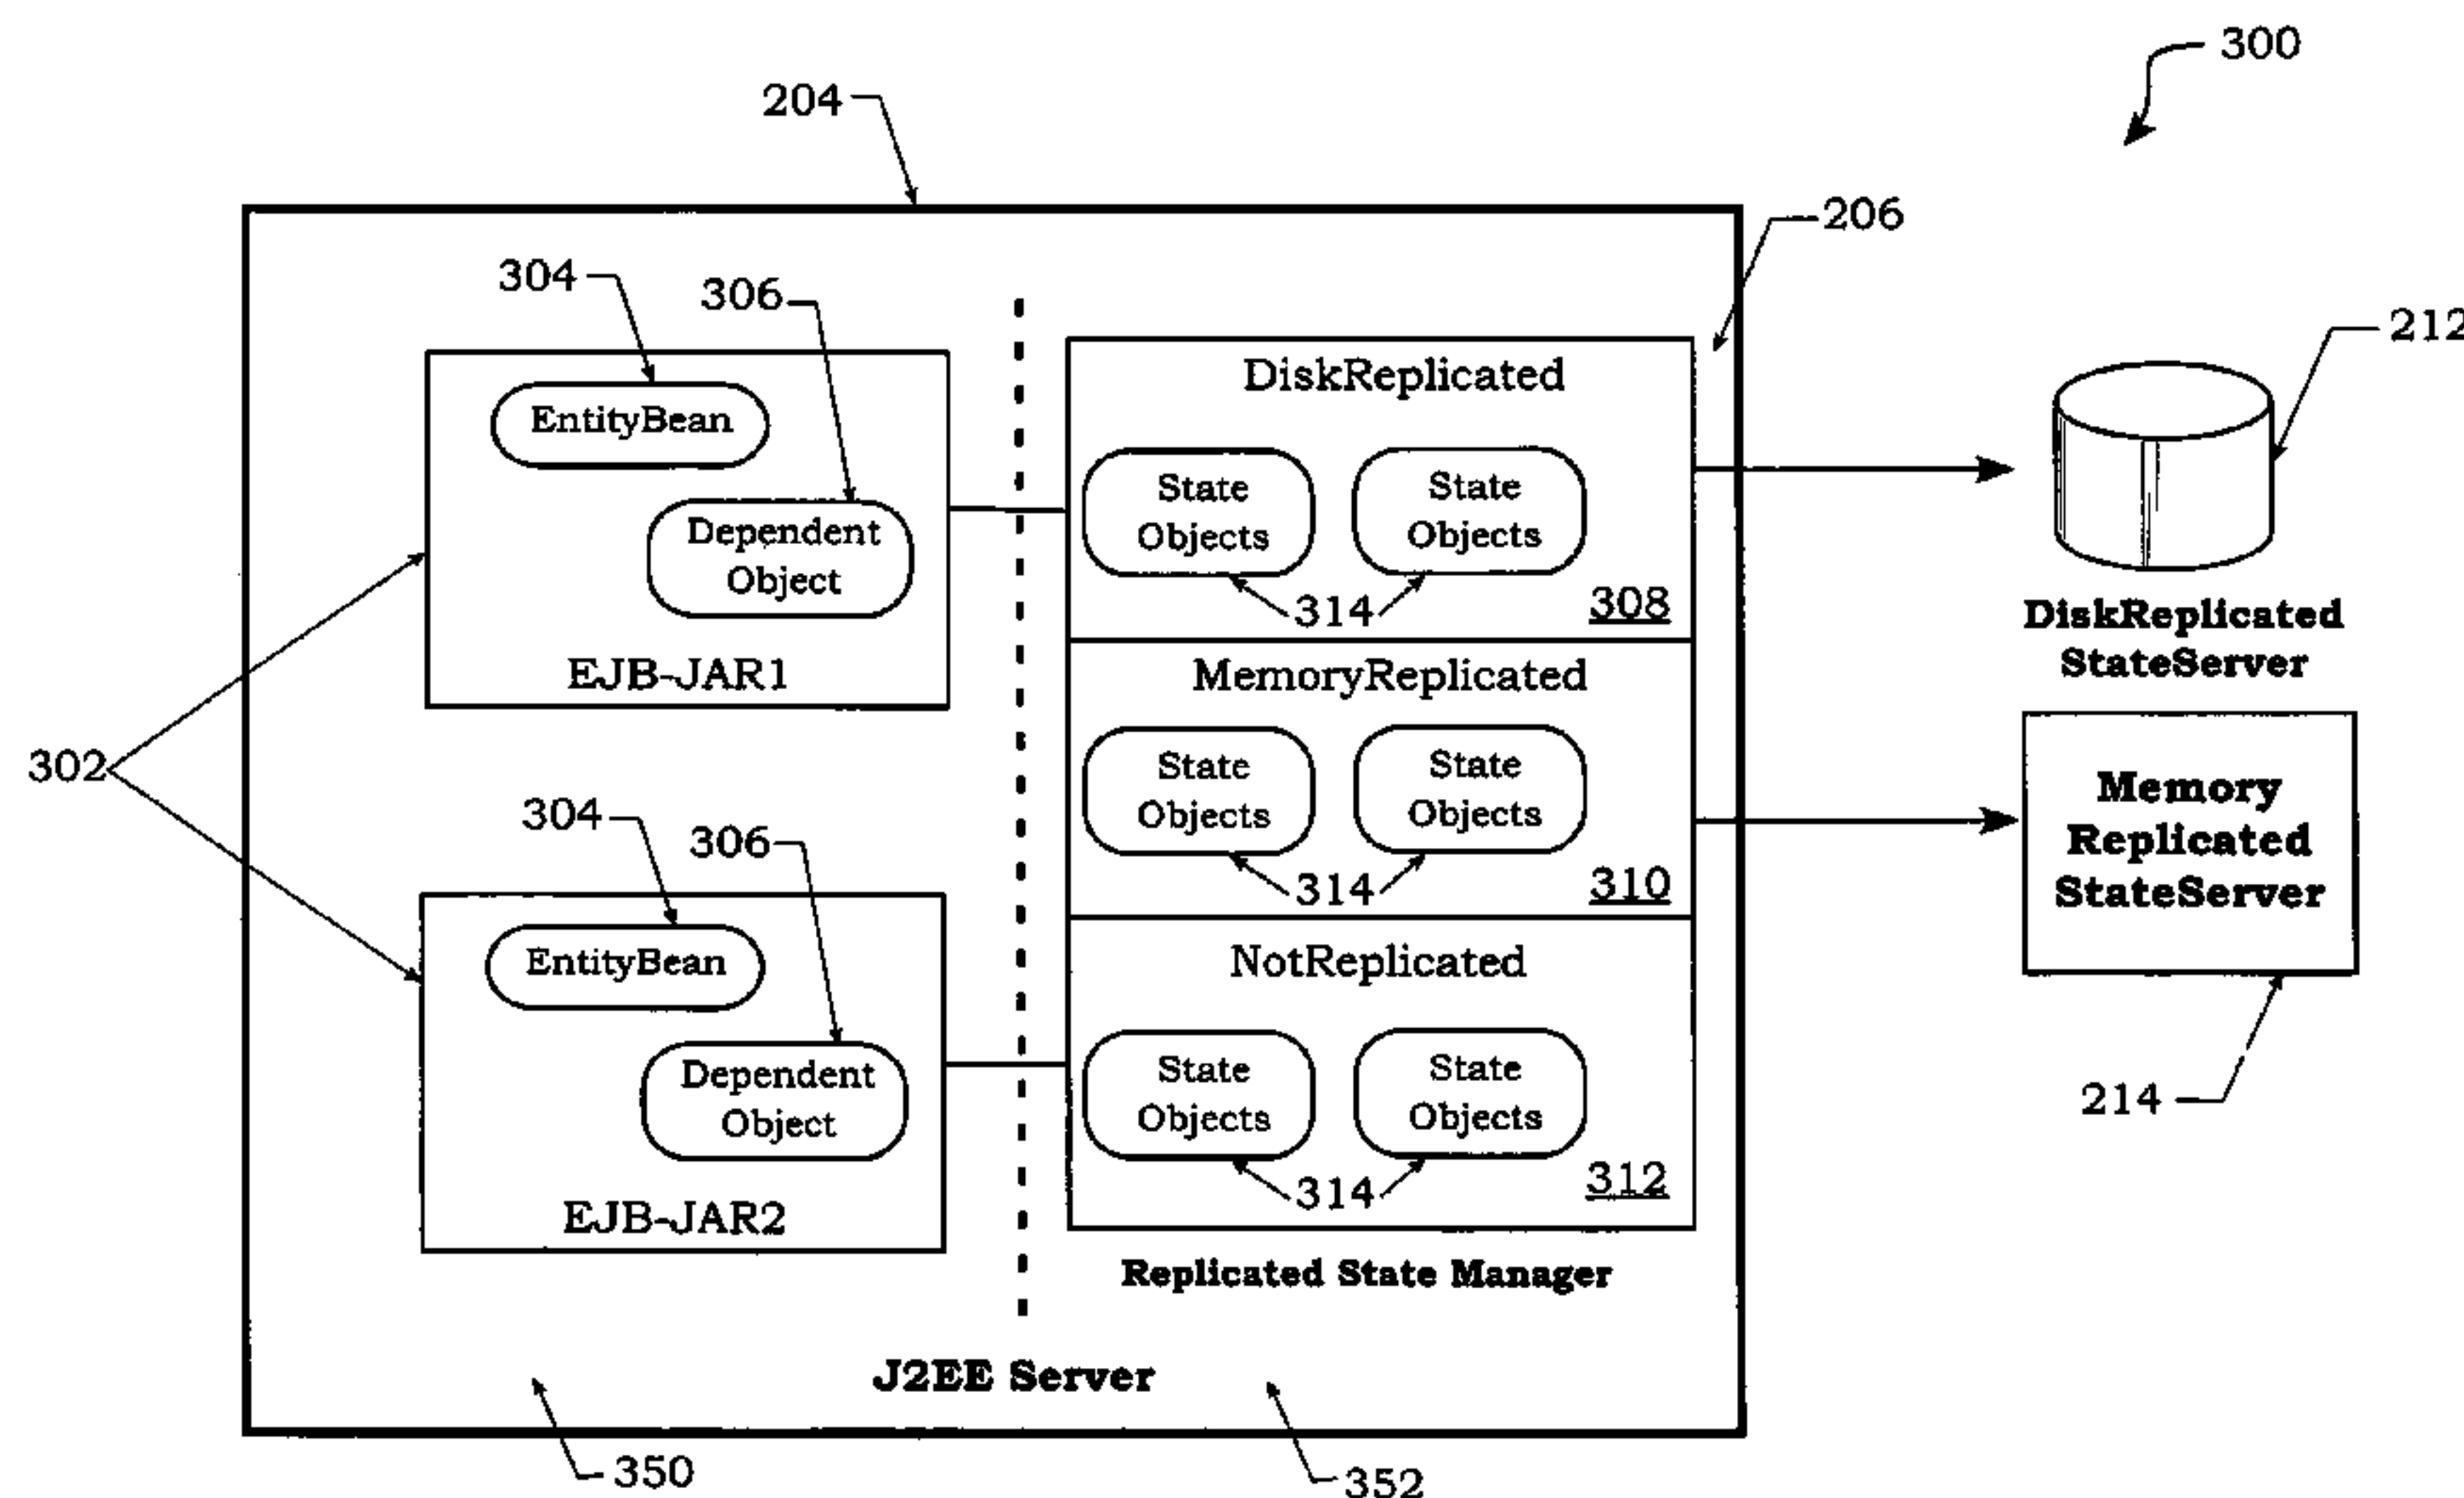 300
204
206
304
306
212
DiskReplicated
EntityBean
State
Objects
State
Objects
Dependent
Object
314
308
DiskReplicated
StateServer
EJB-JAR1
MemoryReplicated
302
State
Objects
State
Objects
Memory
Replicated
StateServer
304
306
314
310
EntityBean
NotReplicated
Dependent
Object
State
Objects
State
Objects
214
314
312
EJB-JAR2
Replicated State Manager
J2EE Server
350
352